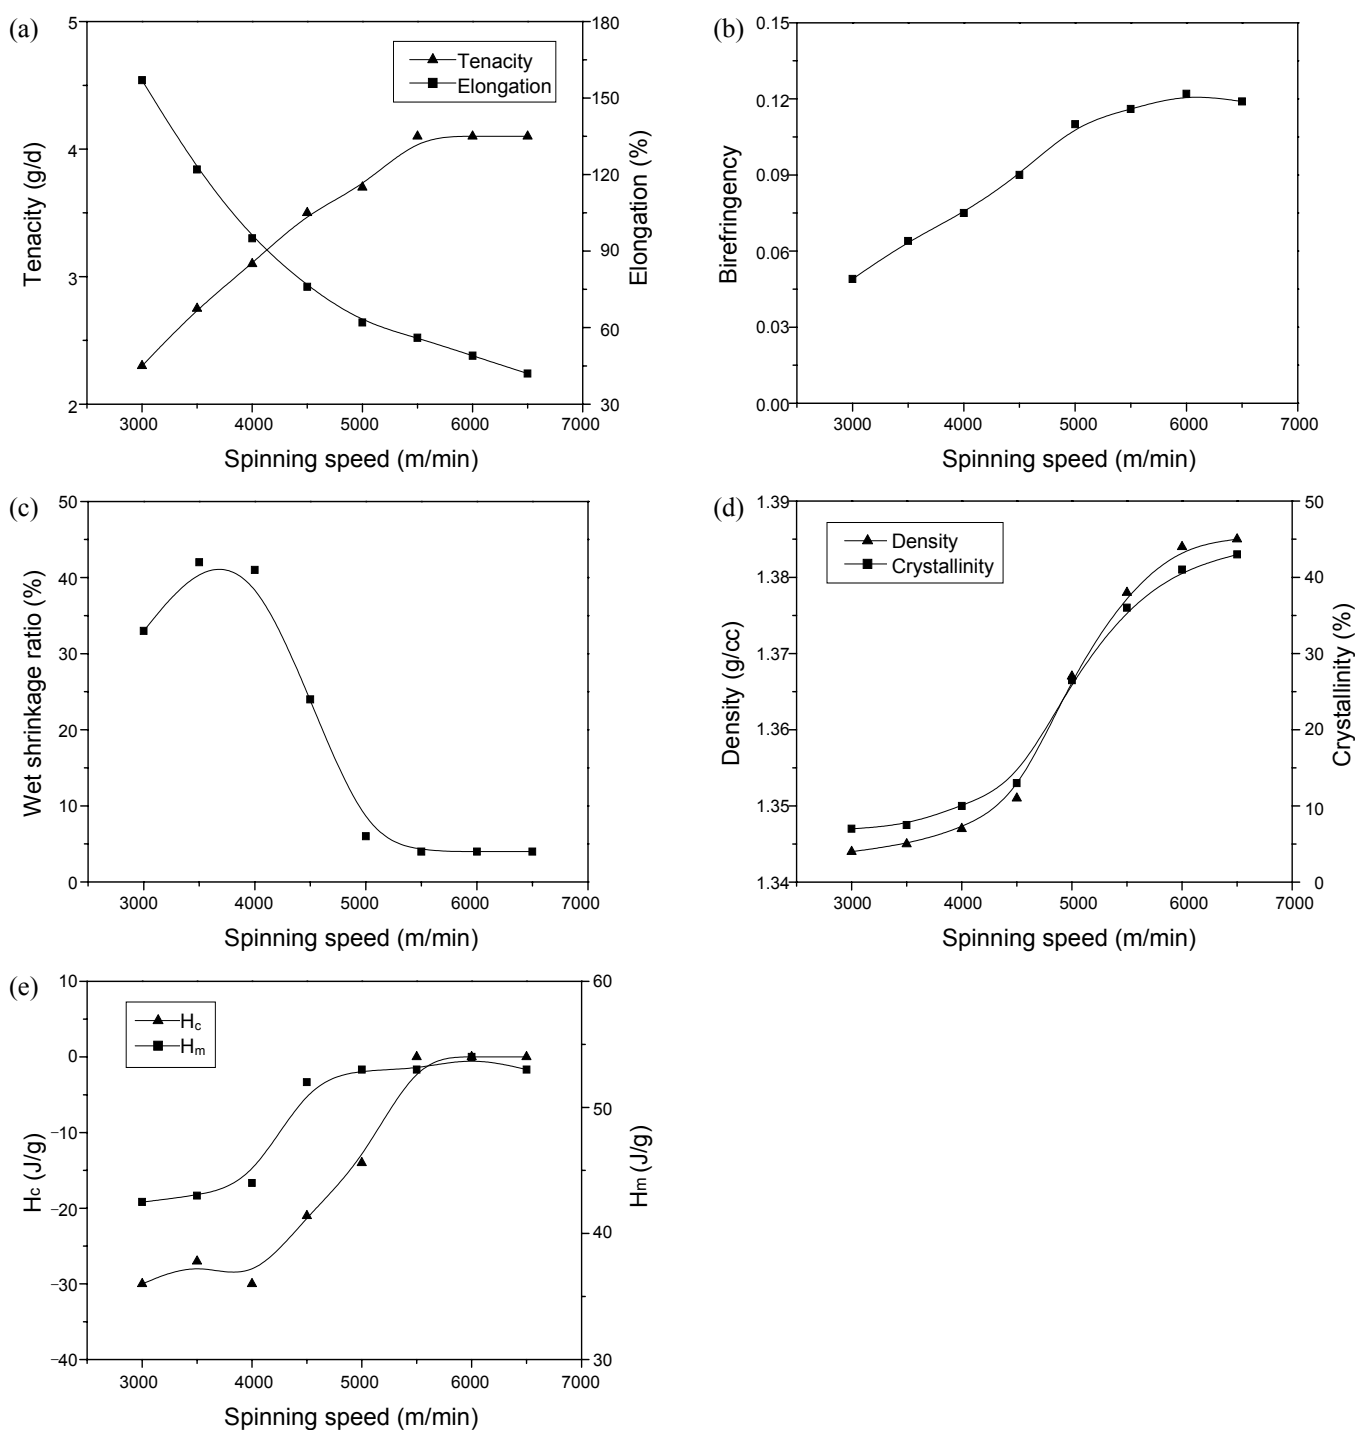 (a)
5
4
3
2
Tenacity (g/d)
180
150
120
90
60
30
Elongation (%)
Tenacity
Elongation
3000 4000 5000 6000 7000
Spinning speed (m/min)
(b)
0.15
0.12
0.09
0.06
0.03
0.00
Birefringency
3000 4000 5000 6000 7000
Spinning speed (m/min)
(c)
50
40
30
20
10
0
Wet shrinkage ratio (%)
3000 4000 5000 6000 7000
Spinning speed (m/min)
(d)
1.39
1.38
1.37
1.36
1.35
1.34
Density (g/cc)
50
40
30
20
10
0
Crystallinity (%)
Density
Crystallinity
3000 4000 5000 6000 7000
Spinning speed (m/min)
(e)
10
0
−10
−20
−30
−40
Hc (J/g)
60
50
40
30
Hm (J/g)
Hc
Hm
3000 4000 5000 6000 7000
Spinning speed (m/min)